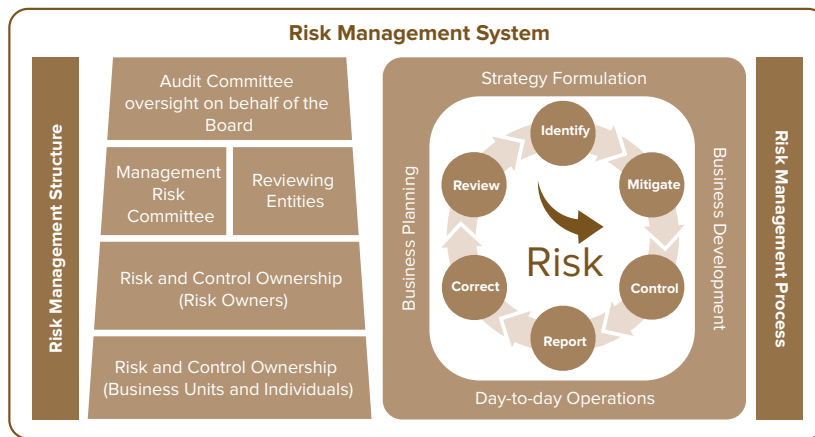 Risk Management System
Risk Management Structure
Audit Committee
oversight on behalf of the
Board
Management
Risk
Committee
Reviewing
Entities
Risk and Control Ownership
(Risk Owners)
Risk and Control Ownership
(Business Units and Individuals)
Strategy Formulation
Business Planning
Business Development
Day-to-day Operations
Identify
Mitigate
Control
Report
Correct
Review
Risk
Risk Management Process